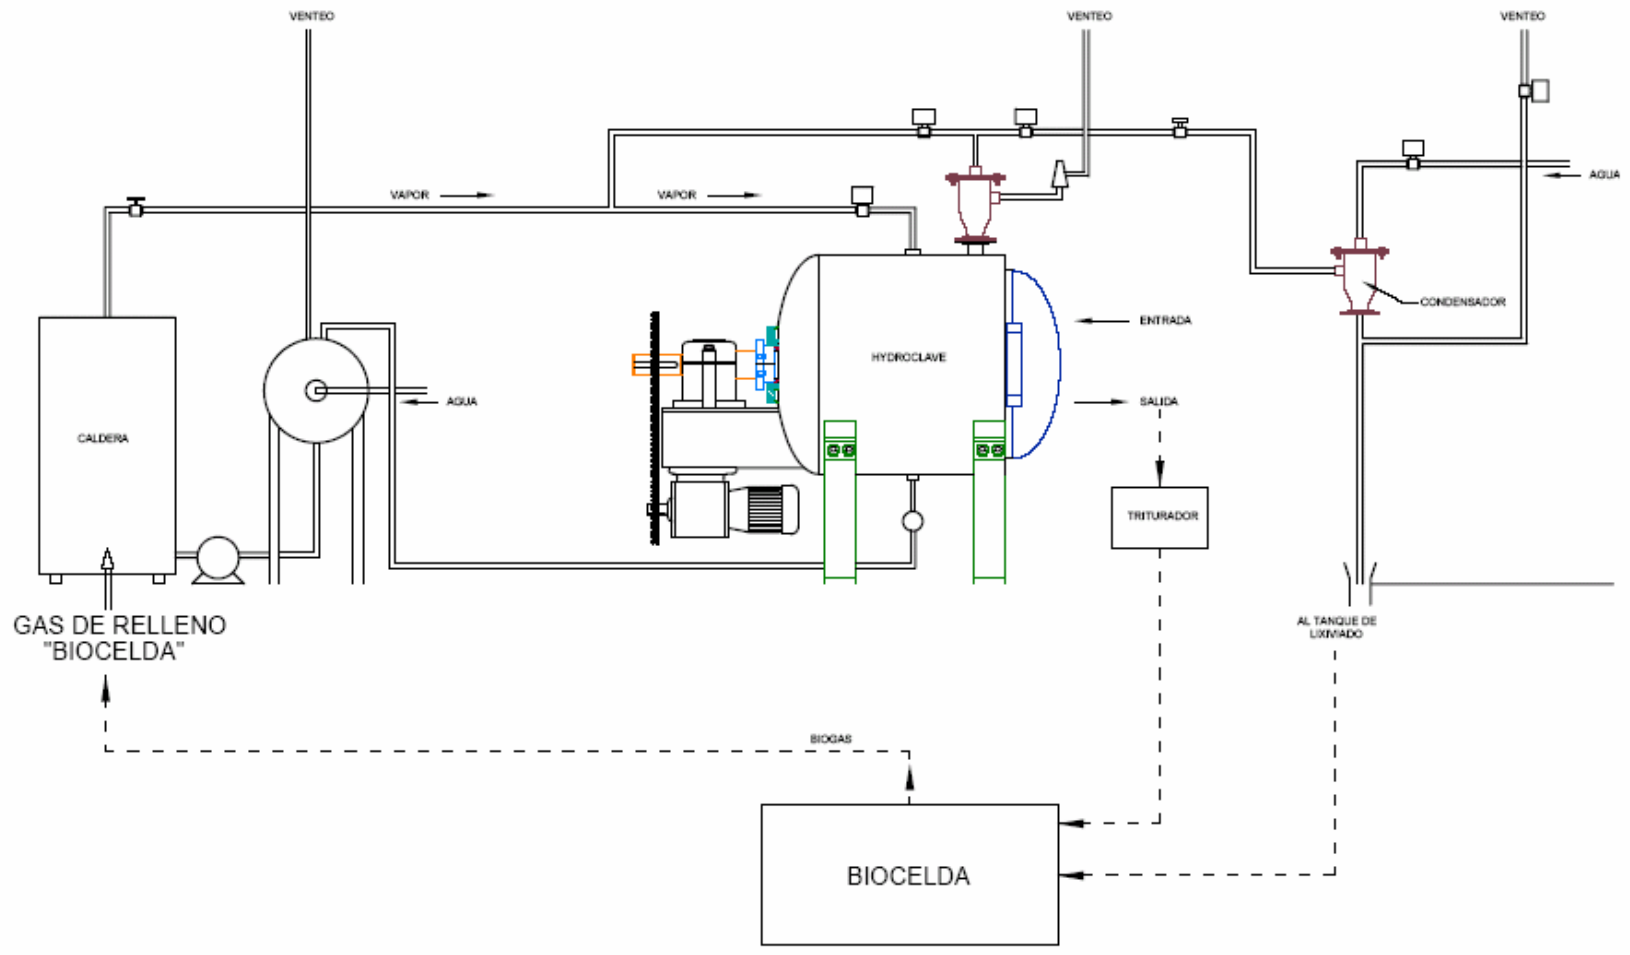 VENTEO
VENTEO
VENTEO
VAPOR
VAPOR
AGUA
CONDENSADOR
ENTRADA
HYDROCLAVE
SALIDA
AGUA
CALDERA
TRITURADOR
GAS DE RELLENO
"BIOCELDA"
AL TANQUE DE
LIXIVIADO
BIOGAS
BIOCELDA